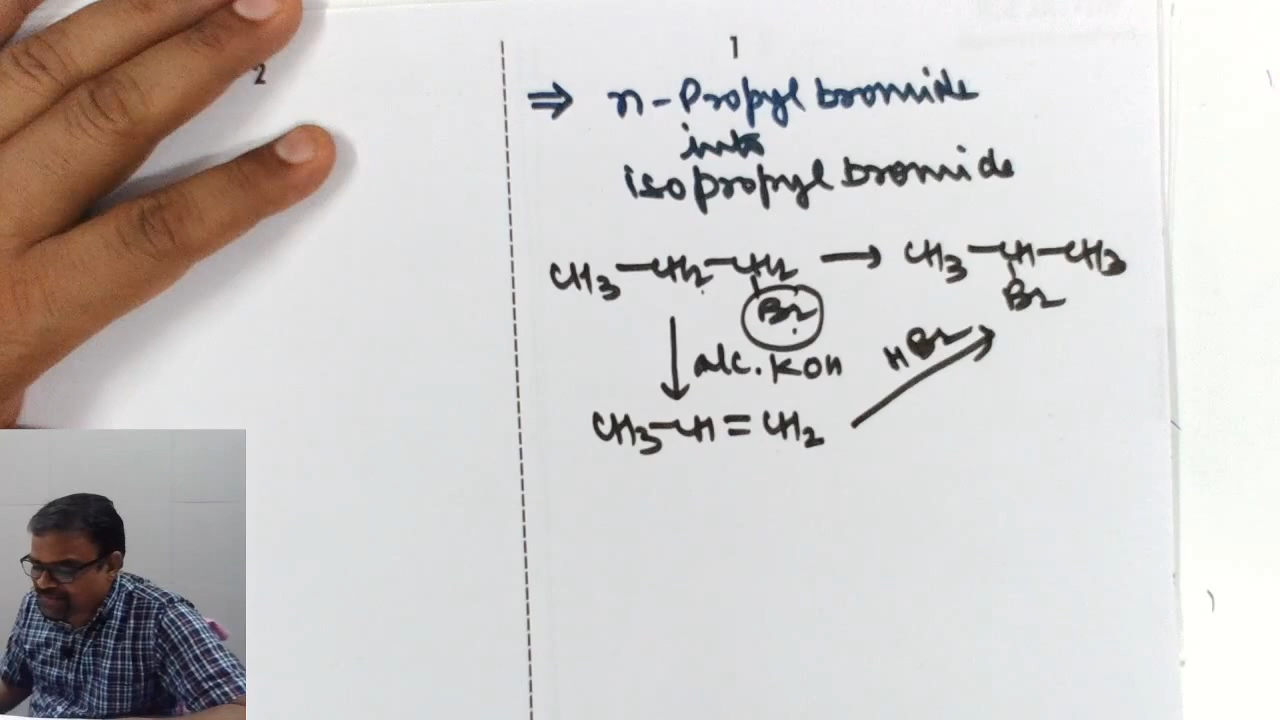 2
1
⇒ n-Propyl bromide
into
isopropyl bromide
CH3—CH2—CH2 → CH3—CH—CH3
Br Br
alc. KOH HBr
CH3—CH=CH2